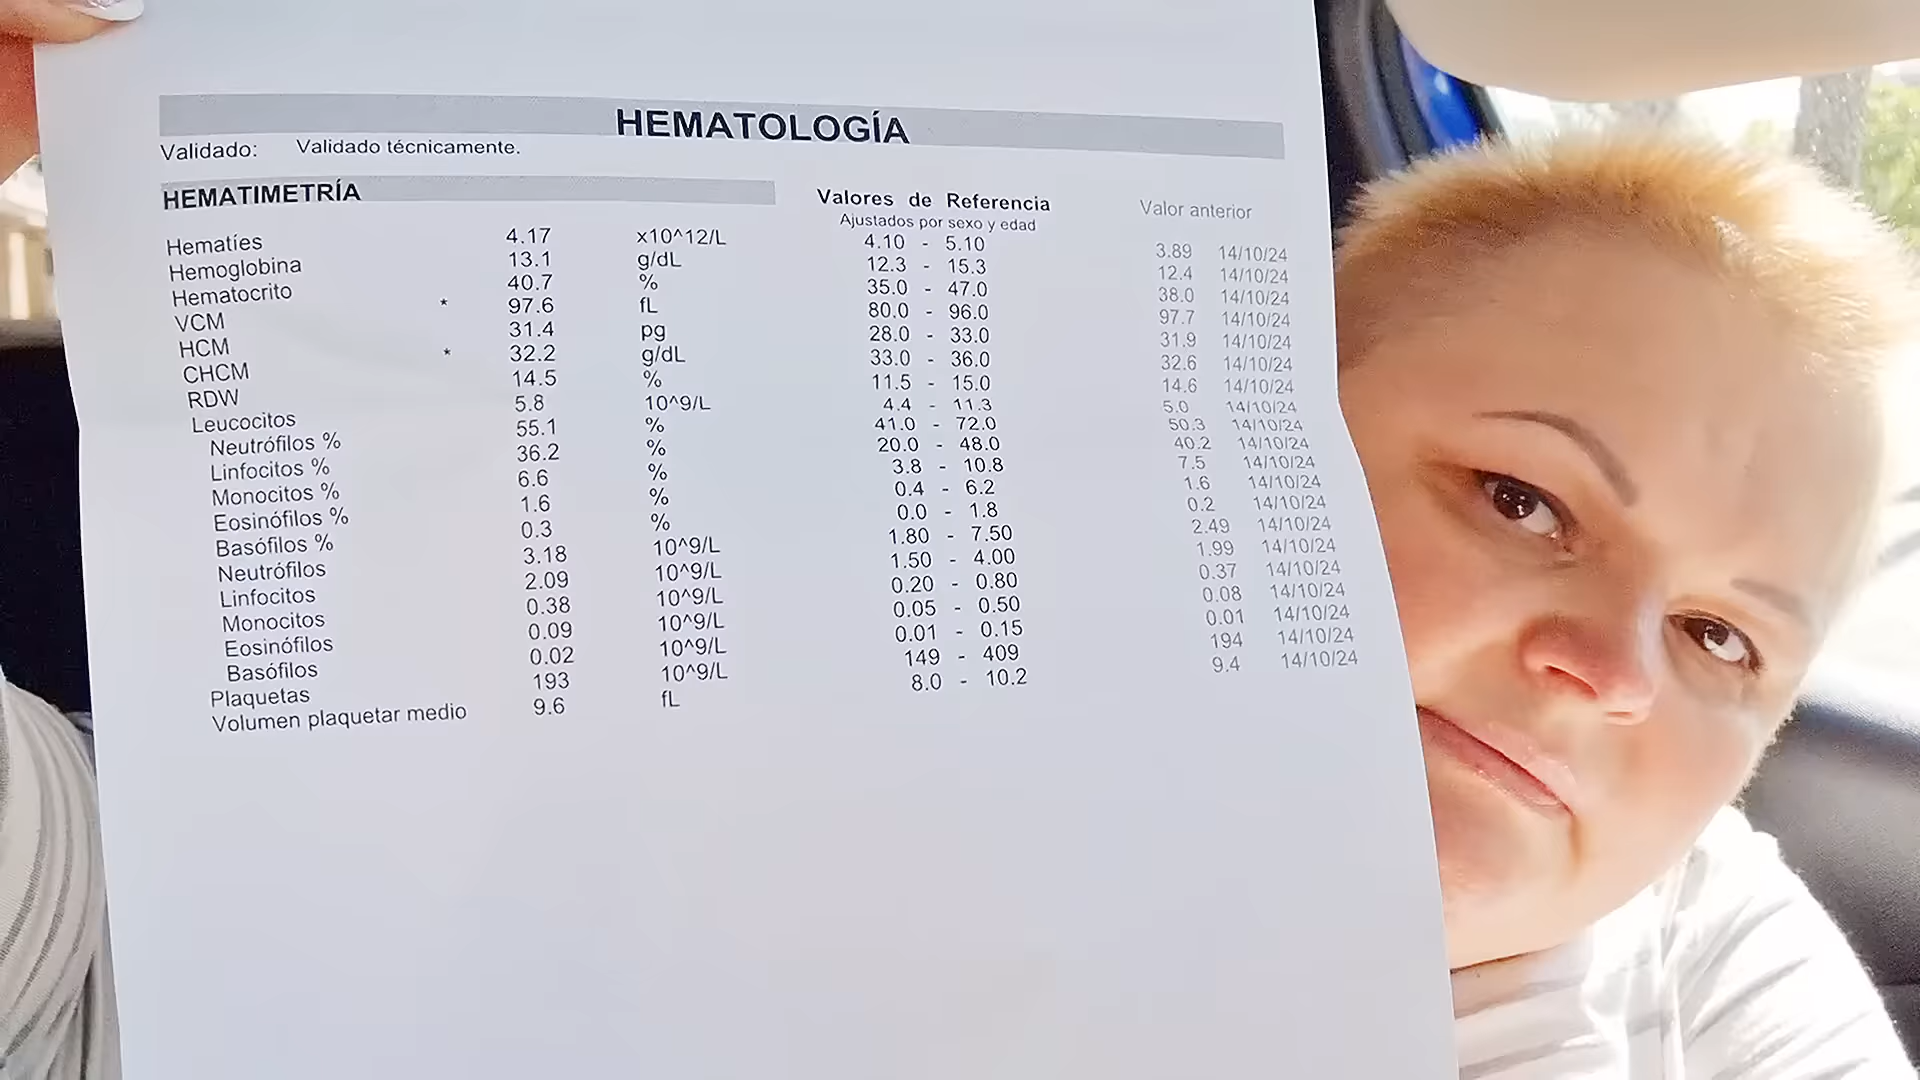 HEMATOLOGÍA
Validado: Validado técnicamente.
HEMATIMETRÍA Valores de Referencia Valor anterior
Ajustados por sexo y edad
Hematíes 4.17 x10^12/L 4.10 - 5.10 3.89 14/10/24
Hemoglobina 13.1 g/dL 12.3 - 15.3 12.4 14/10/24
Hematocrito 40.7 % 35.0 - 47.0 38.0 14/10/24
VCM * 97.6 fL 80.0 - 96.0 97.7 14/10/24
HCM 31.4 pg 28.0 - 33.0 31.9 14/10/24
CHCM * 32.2 g/dL 33.0 - 36.0 32.6 14/10/24
RDW 14.5 % 11.5 - 15.0 14.6 14/10/24
Leucocitos 5.8 10^9/L 4.4 - 11.3 5.0 14/10/24
Neutrófilos % 55.1 % 41.0 - 72.0 50.3 14/10/24
Linfocitos % 36.2 % 20.0 - 48.0 40.2 14/10/24
Monocitos % 6.6 % 3.8 - 10.8 7.5 14/10/24
Eosinófilos % 1.6 % 0.4 - 6.2 1.6 14/10/24
Basófilos % 0.3 % 0.0 - 1.8 0.2 14/10/24
Neutrófilos 3.18 10^9/L 1.80 - 7.50 2.49 14/10/24
Linfocitos 2.09 10^9/L 1.50 - 4.00 1.99 14/10/24
Monocitos 0.38 10^9/L 0.20 - 0.80 0.37 14/10/24
Eosinófilos 0.09 10^9/L 0.05 - 0.50 0.08 14/10/24
Basófilos 0.02 10^9/L 0.01 - 0.15 0.01 14/10/24
Plaquetas 193 10^9/L 149 - 409 194 14/10/24
Volumen plaquetar medio 9.6 fL 8.0 - 10.2 9.4 14/10/24